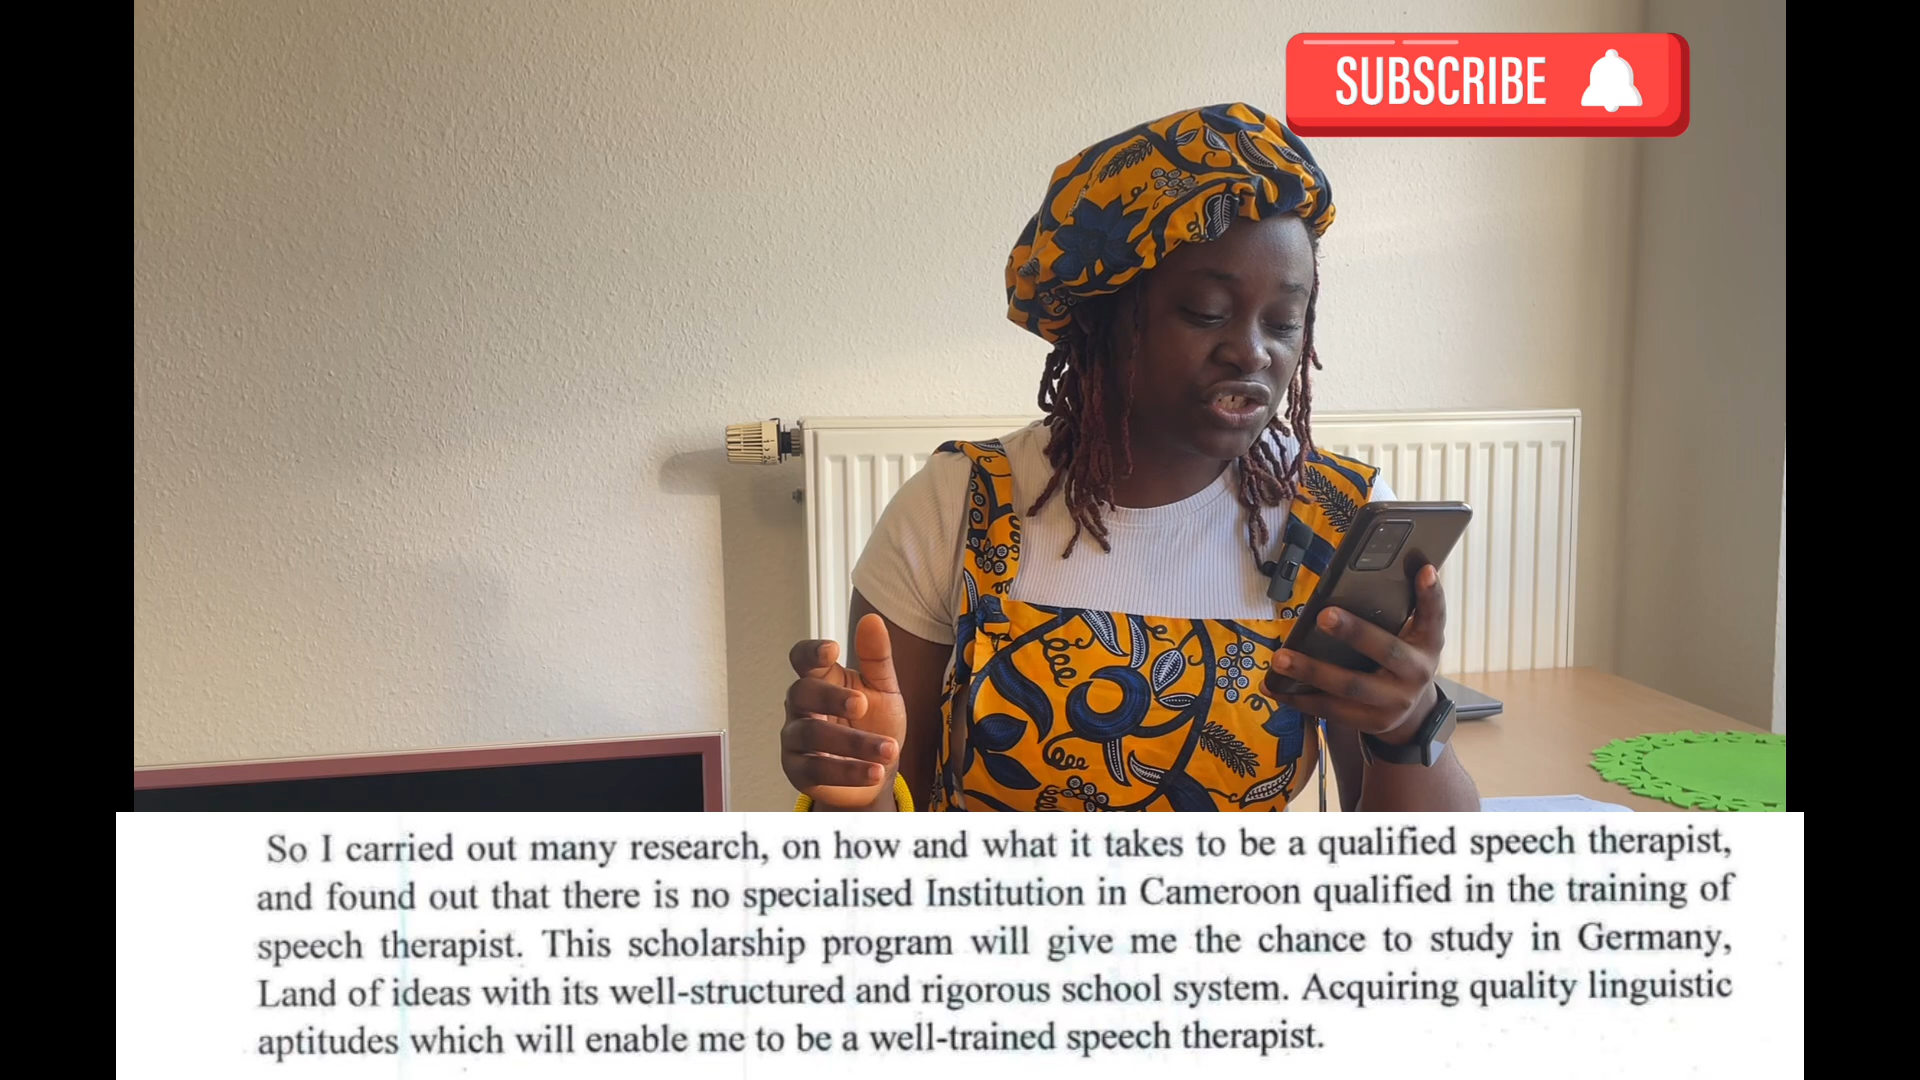 SUBSCRIBE
So I carried out many research, on how and what it takes to be a qualified speech therapist,
and found out that there is no specialised Institution in Cameroon qualified in the training of
speech therapist. This scholarship program will give me the chance to study in Germany,
Land of ideas with its well-structured and rigorous school system. Acquiring quality linguistic
aptitudes which will enable me to be a well-trained speech therapist.